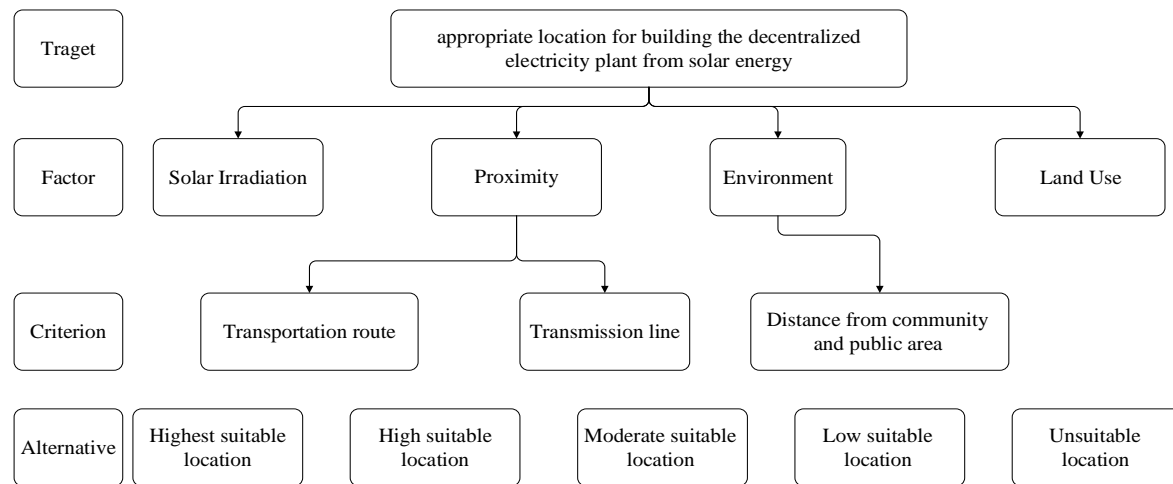 Traget
appropriate location for building the decentralized
electricity plant from solar energy
Factor
Solar Irradiation
Proximity
Environment
Land Use
Criterion
Transportation route
Transmission line
Distance from community
and public area
Alternative
Highest suitable
location
High suitable
location
Moderate suitable
location
Low suitable
location
Unsuitable
location